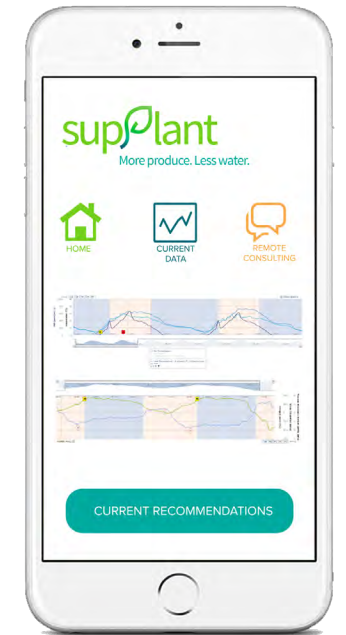 supplant
More produce. Less water.
HOME
CURRENT
DATA
REMOTE
CONSULTING
CURRENT RECOMMENDATIONS